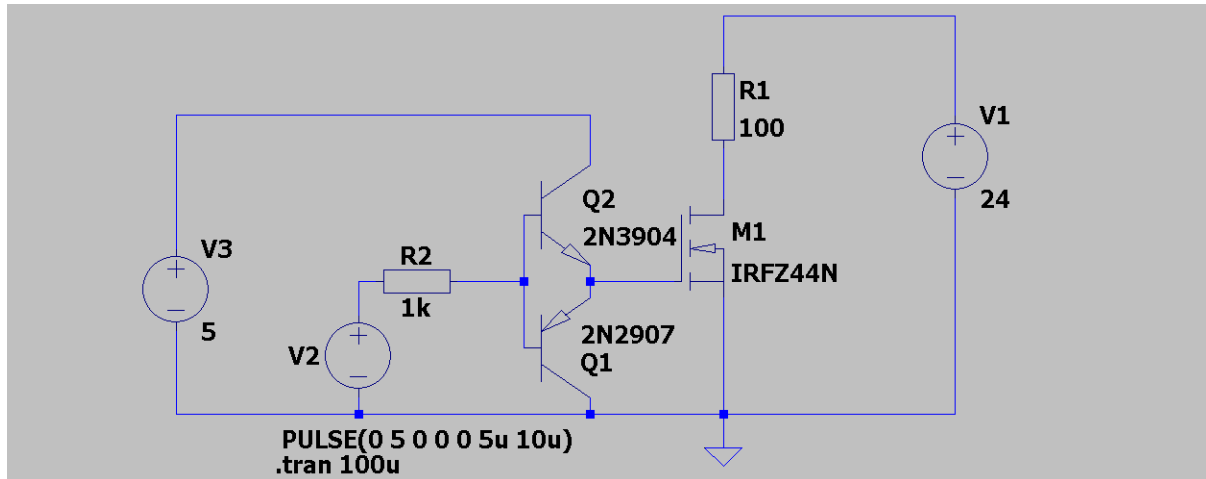 R1
100
V1
24
Q2
2N3904
M1
IRFZ44N
V3
5
R2
1k
V2
2N2907
Q1
PULSE(0 5 0 0 0 5u 10u)
.tran 100u